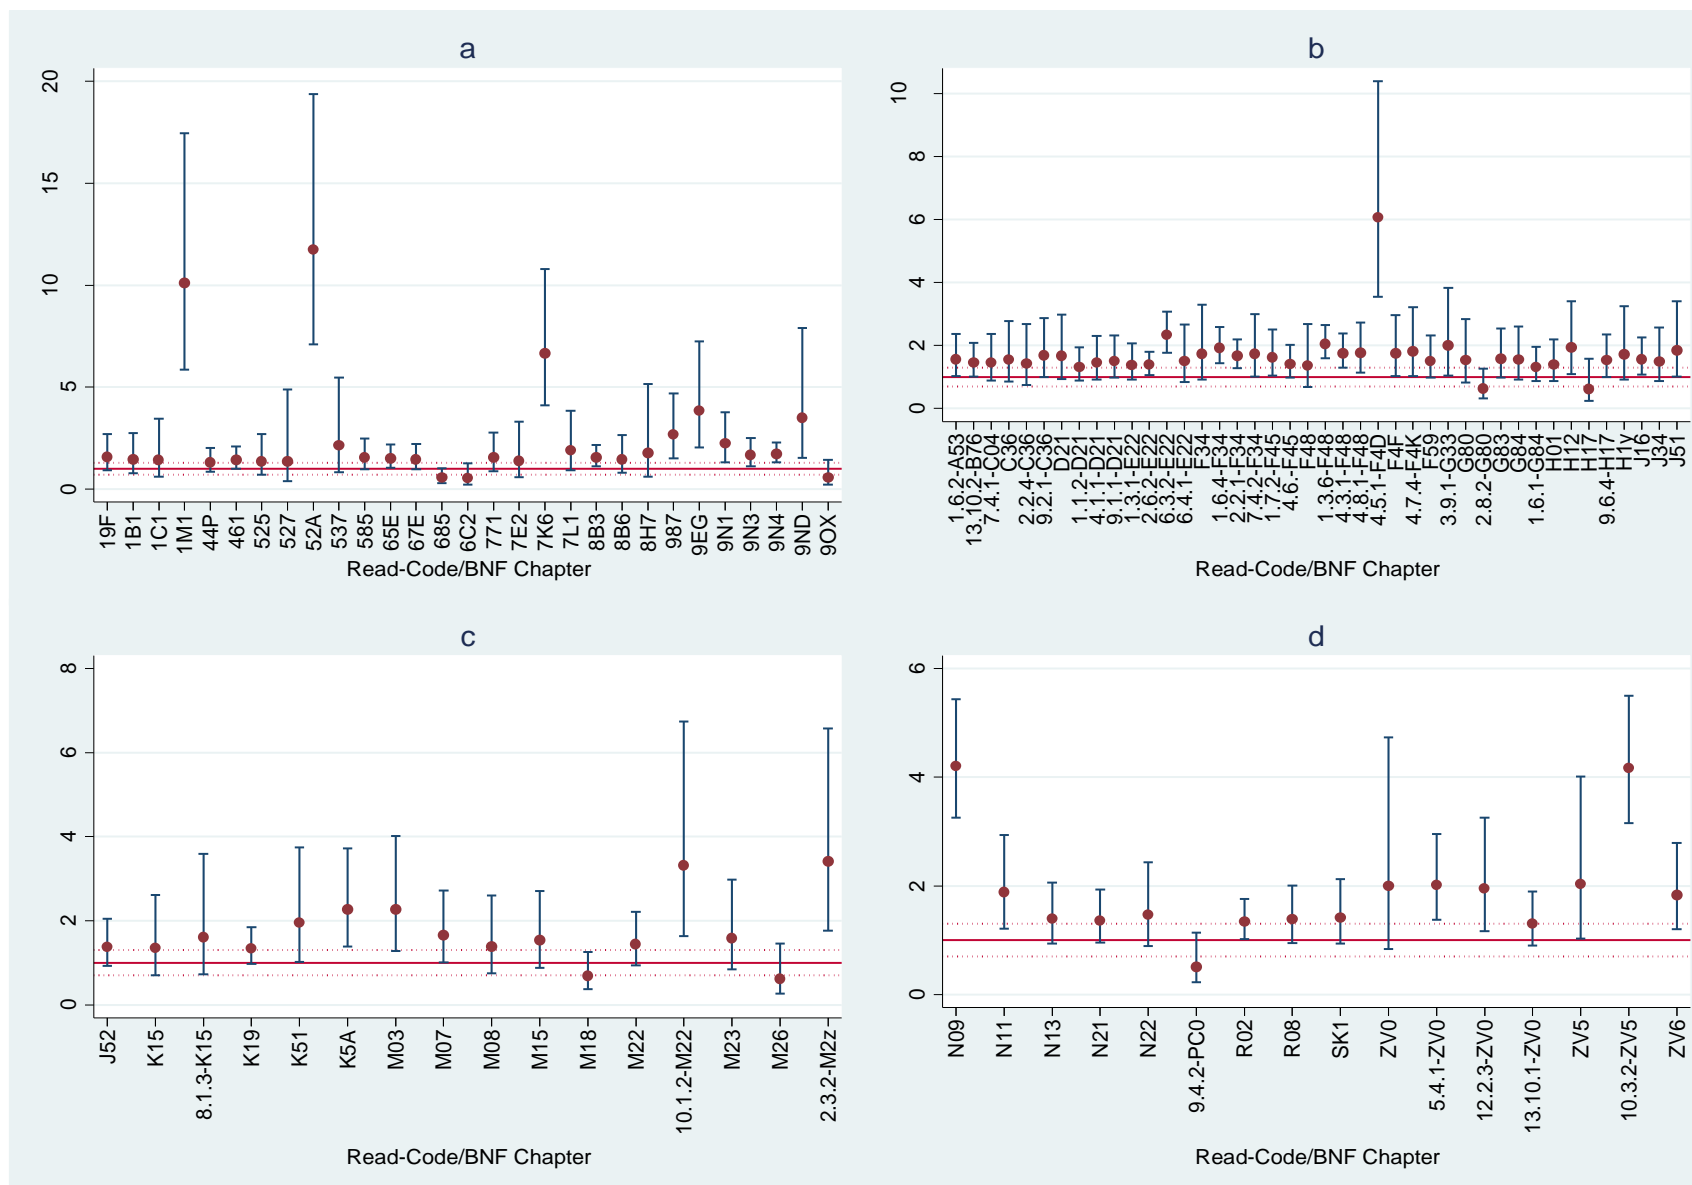 a
20
15
10
5
0
19F
1B1
1C1
1M1
44P
461
525
527
52A
537
585
65E
67E
685
6C2
771
7E2
7K6
7L1
8B3
8B6
8H7
987
9EG
9N1
9N3
9N4
9ND
9OX
Read-Code/BNF Chapter
b
10
8
6
4
2
0
1.6.2-A53
13.10.2-B76
7.4.1-C04
C36
2.2.4-C36
9.2.1-C36
D21
1.1.2-D21
4.1.1-D21
9.1.1-D21
1.3.1-E22
2.6.2-E22
6.3.2-E22
6.4.1-E22
F34
1.6.4-F34
2.2.1-F34
7.4.2-F34
1.7.2-F45
4.6.-F45
F48
1.3.6-F48
4.3.1-F48
4.8.1-F48
4.5.1-F4D
F4F
4.7.4-F4K
F59
3.9.1-G33
G80
2.8.2-G80
G83
G84
1.6.1-G84
H01
H12
H17
9.6.4-H17
H1y
J16
J34
J51
Read-Code/BNF Chapter
c
8
6
4
2
0
J52
K15
8.1.3-K15
K19
K51
K5A
M03
M07
M08
M15
M18
M22
10.1.2-M22
M23
M26
2.3.2-M2z
Read-Code/BNF Chapter
d
6
4
2
0
N09
N11
N13
N21
N22
9.4.2-PC0
R02
R08
SK1
ZV0
5.4.1-ZV0
12.2.3-ZV0
13.10.1-ZV0
ZV5
10.3.2-ZV5
ZV6
Read-Code/BNF Chapter